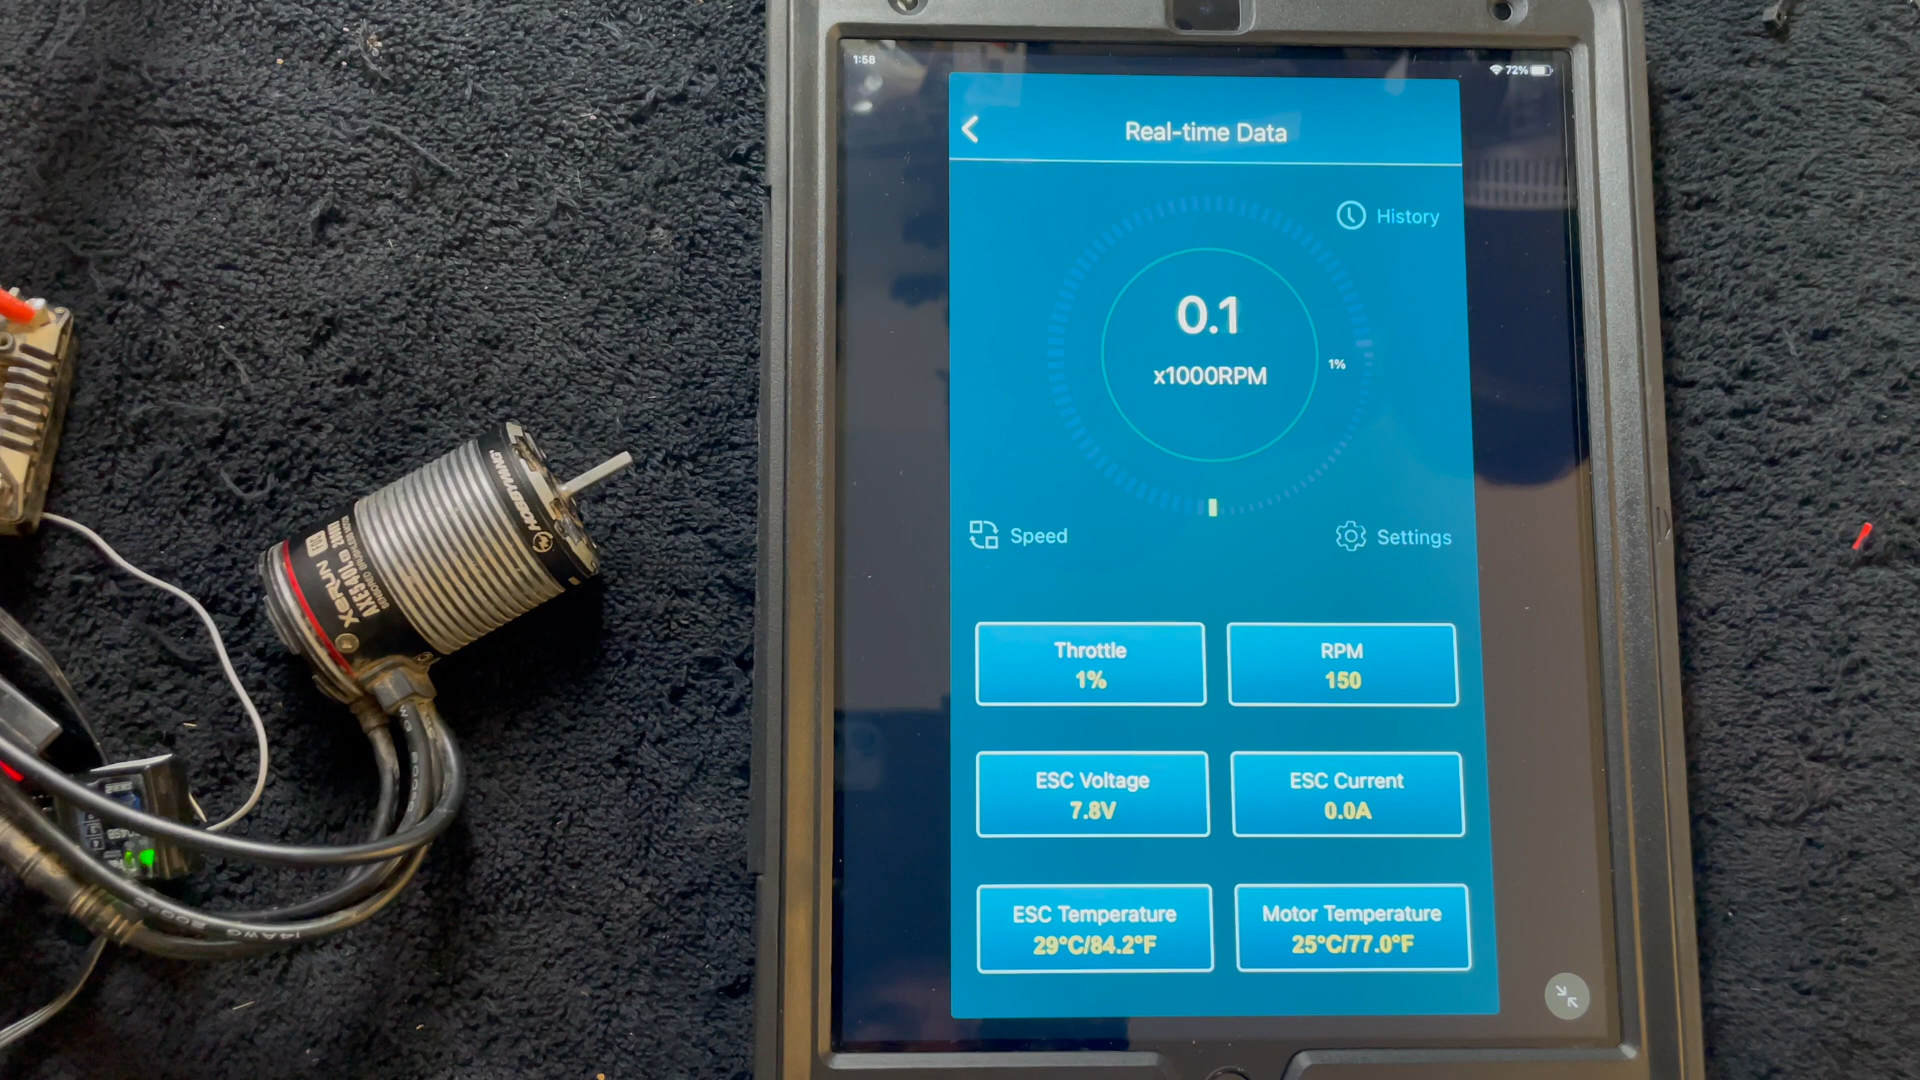 1:58
72%
Real-time Data
History
0.1
x1000RPM
1%
Speed
Settings
Throttle
1%
RPM
150
ESC Voltage
7.8V
ESC Current
0.0A
ESC Temperature
29°C/84.2°F
Motor Temperature
25°C/77.0°F
HOBBYWING
XERUN
AXE540L
14AWG 200°C